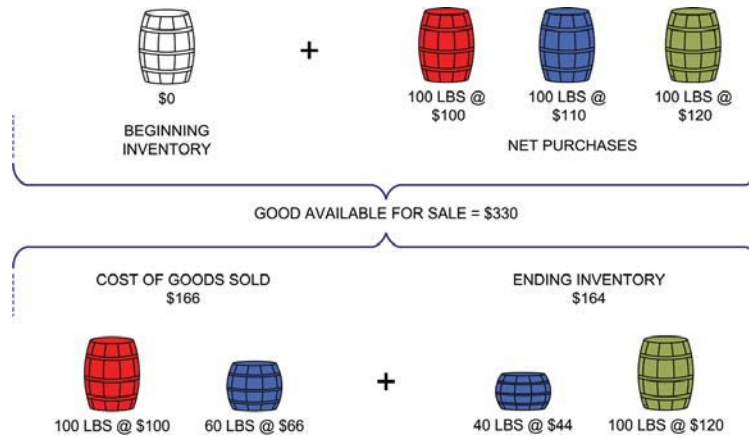 $0
100 LBS @
$100
100 LBS @
$110
100 LBS @
$120
BEGINNING
INVENTORY
NET PURCHASES
GOOD AVAILABLE FOR SALE = $330
COST OF GOODS SOLD
$166
ENDING INVENTORY
$164
100 LBS @ $100
60 LBS @ $66
40 LBS @ $44
100 LBS @ $120